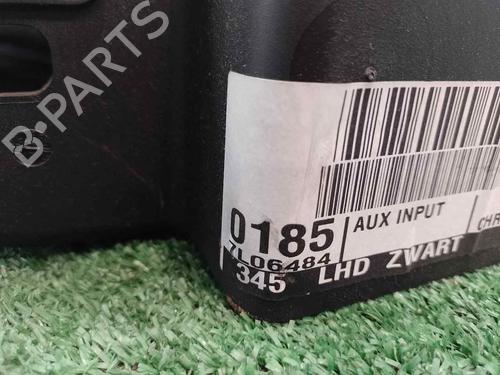 B-PARTS
0185
AUX INPUT
7L06484
345
LHD ZWART